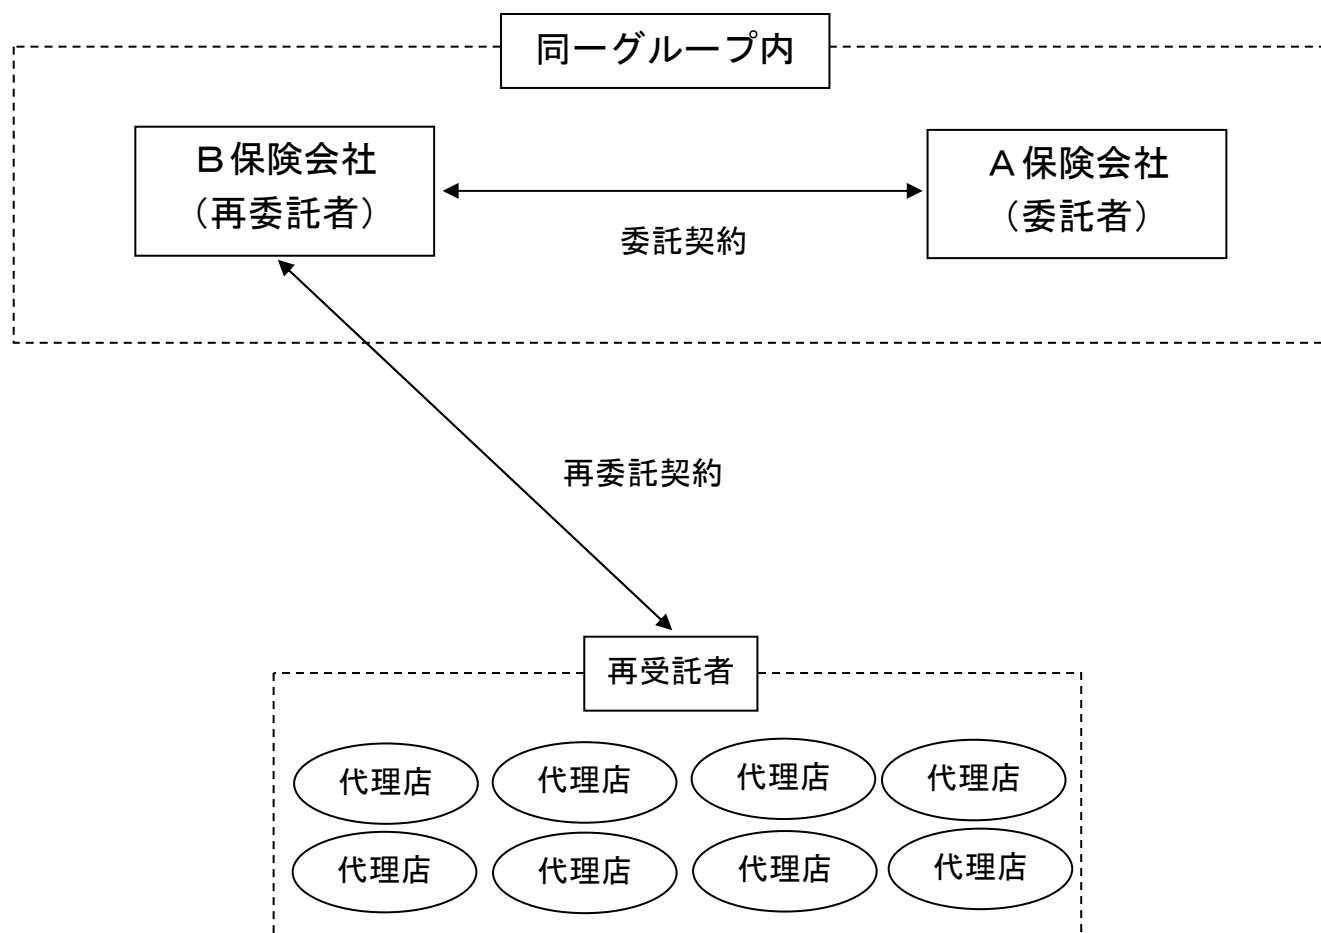 同一グループ内
B保険会社
（再委託者）
A保険会社
（委託者）
委託契約
再委託契約
再受託者
代理店
代理店
代理店
代理店
代理店
代理店
代理店
代理店